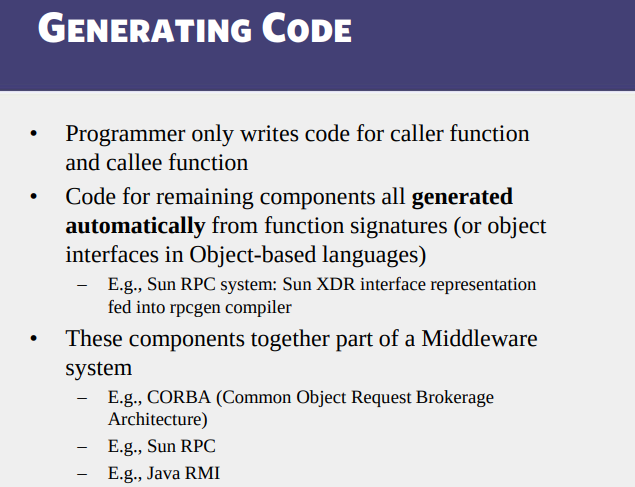 GENERATING CODE
• Programmer only writes code for caller function
and callee function
• Code for remaining components all generated
automatically from function signatures (or object
interfaces in Object-based languages)
– E.g., Sun RPC system: Sun XDR interface representation
fed into rpcgen compiler
• These components together part of a Middleware
system
– E.g., CORBA (Common Object Request Brokerage
Architecture)
– E.g., Sun RPC
– E.g., Java RMI